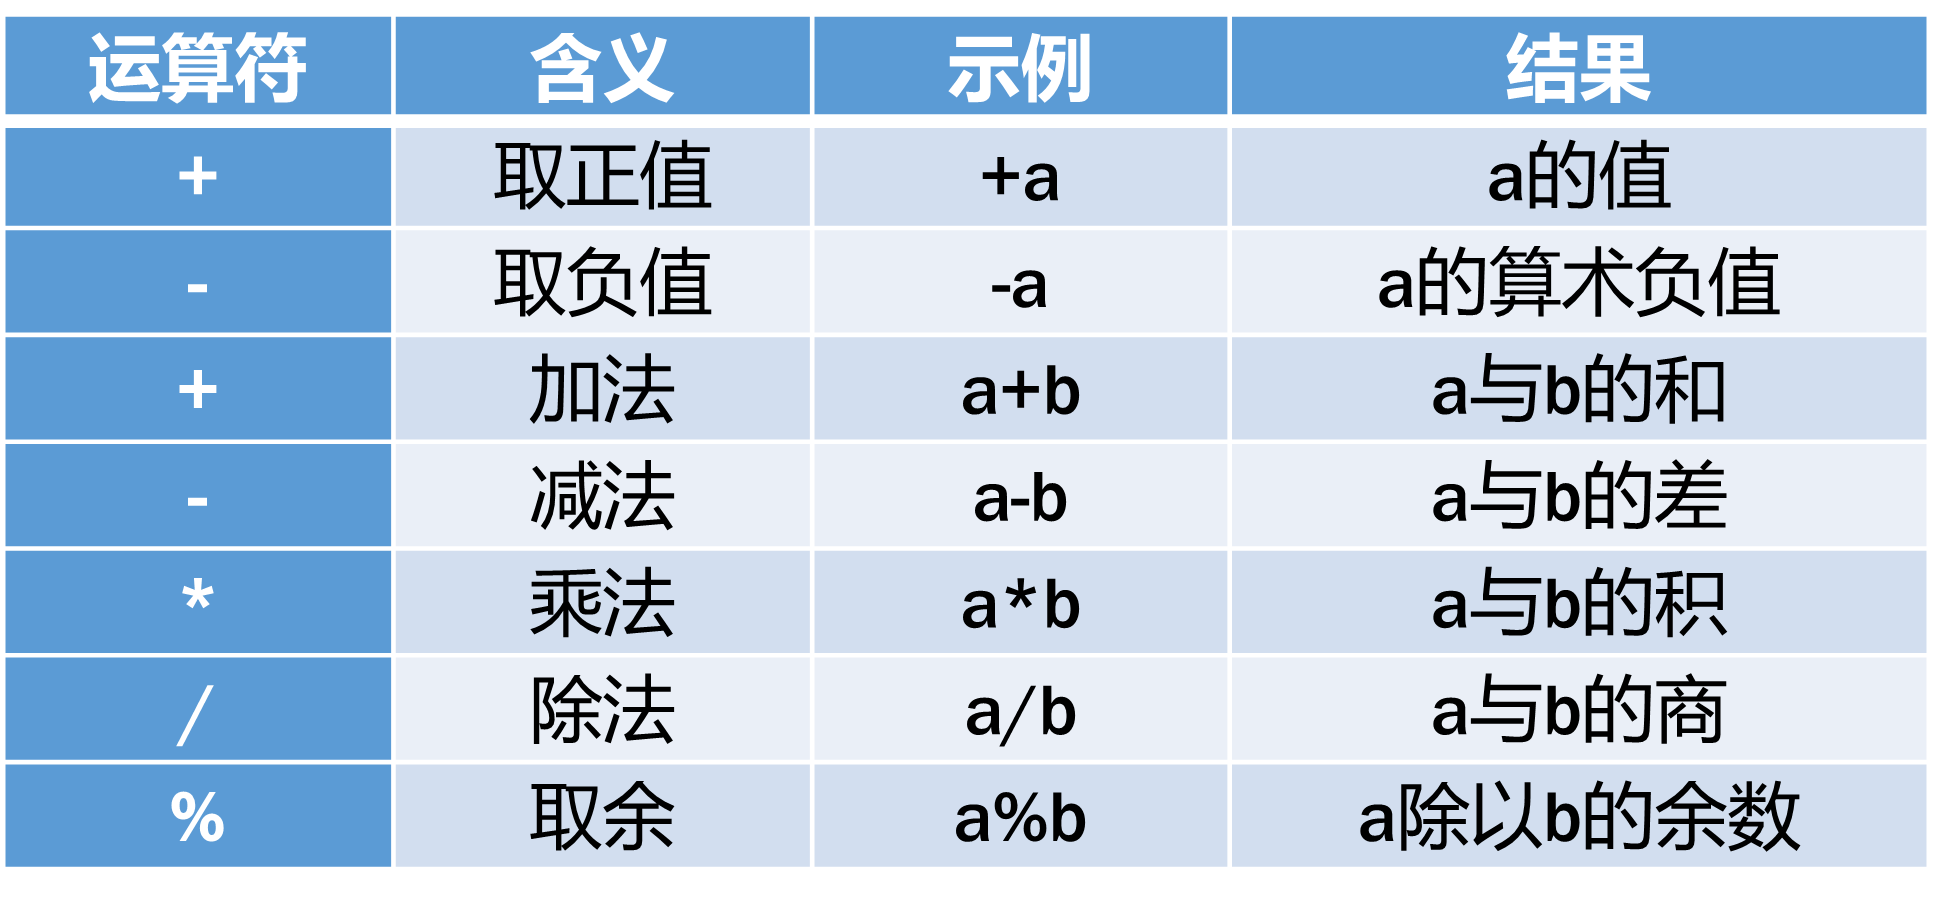 运算符 含义 示例 结果
+ 取正值 +a a的值
- 取负值 -a a的算术负值
+ 加法 a+b a与b的和
- 减法 a-b a与b的差
* 乘法 a*b a与b的积
/ 除法 a/b a与b的商
% 取余 a%b a除以b的余数